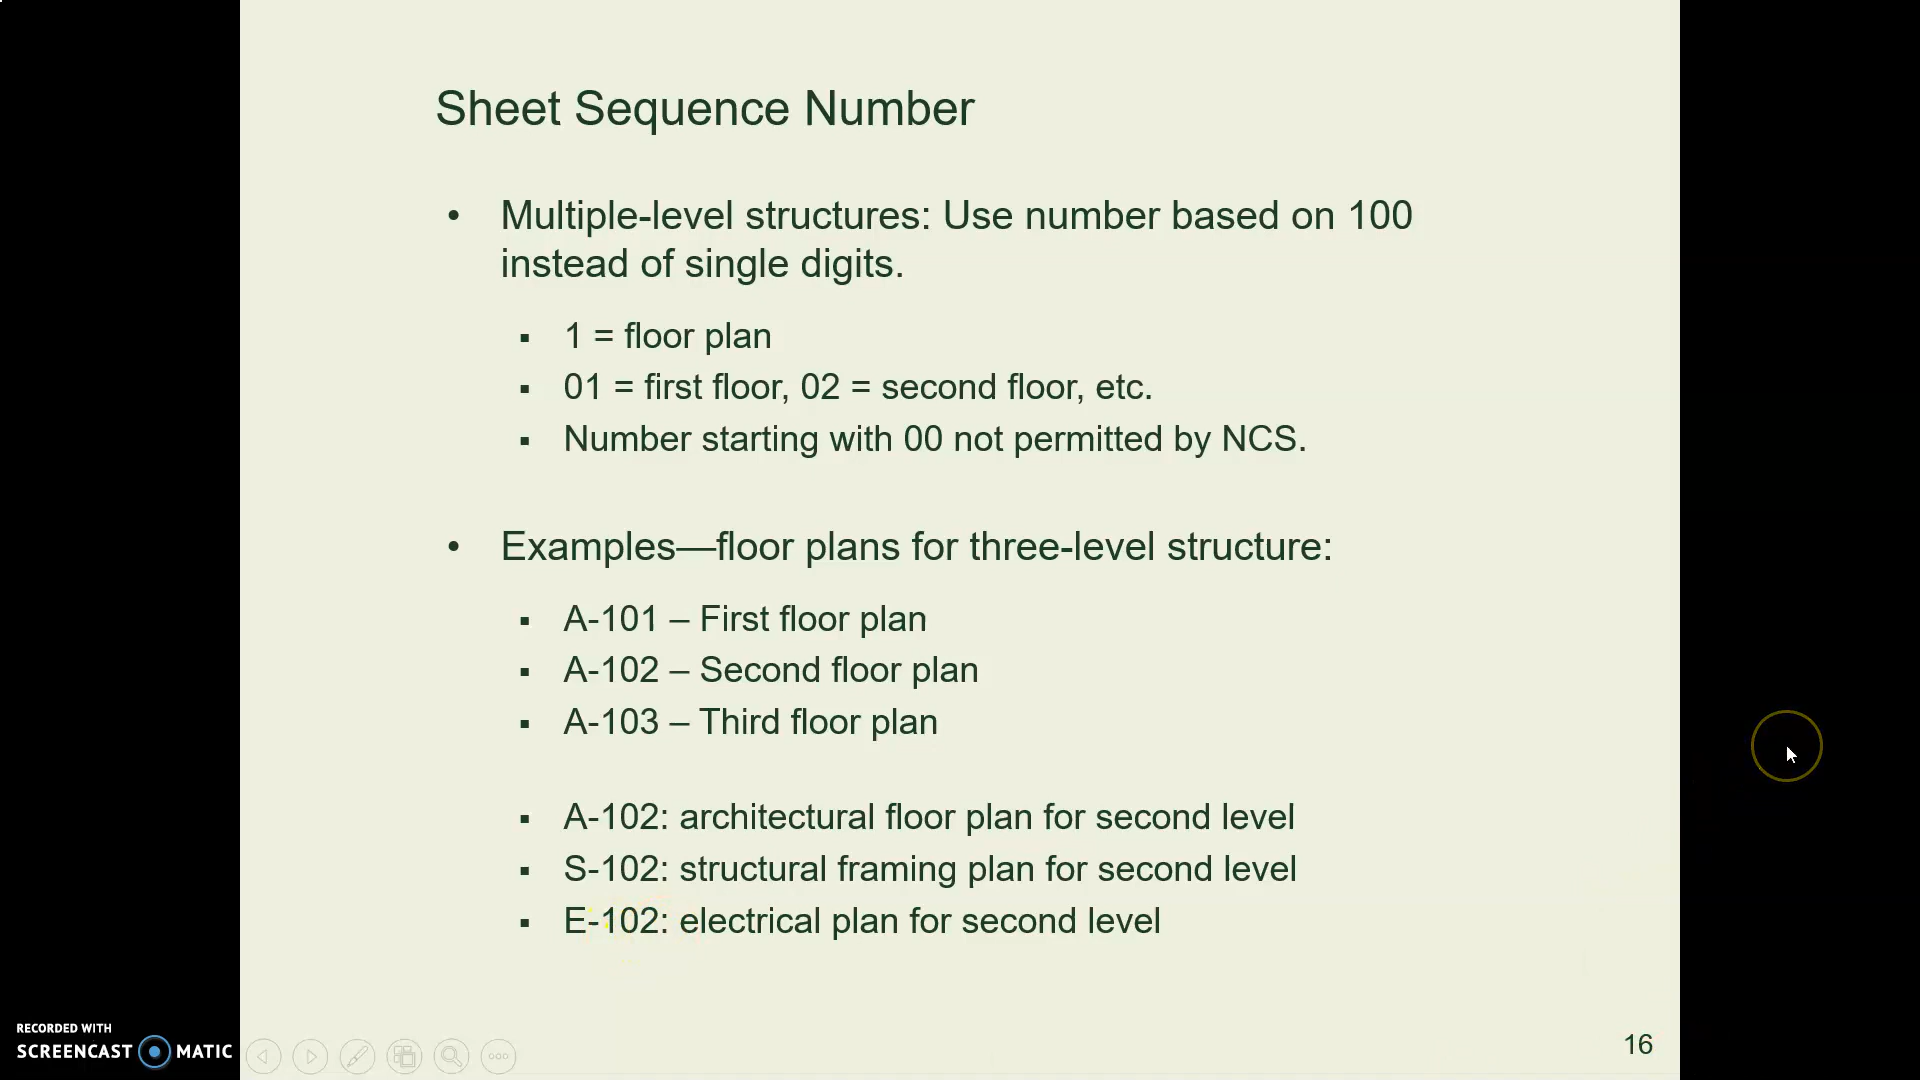 Sheet Sequence Number
• Multiple-level structures: Use number based on 100
instead of single digits.
▪ 1 = floor plan
▪ 01 = first floor, 02 = second floor, etc.
▪ Number starting with 00 not permitted by NCS.
• Examples—floor plans for three-level structure:
▪ A-101 – First floor plan
▪ A-102 – Second floor plan
▪ A-103 – Third floor plan
▪ A-102: architectural floor plan for second level
▪ S-102: structural framing plan for second level
▪ E-102: electrical plan for second level
RECORDED WITH
SCREENCAST MATIC
16